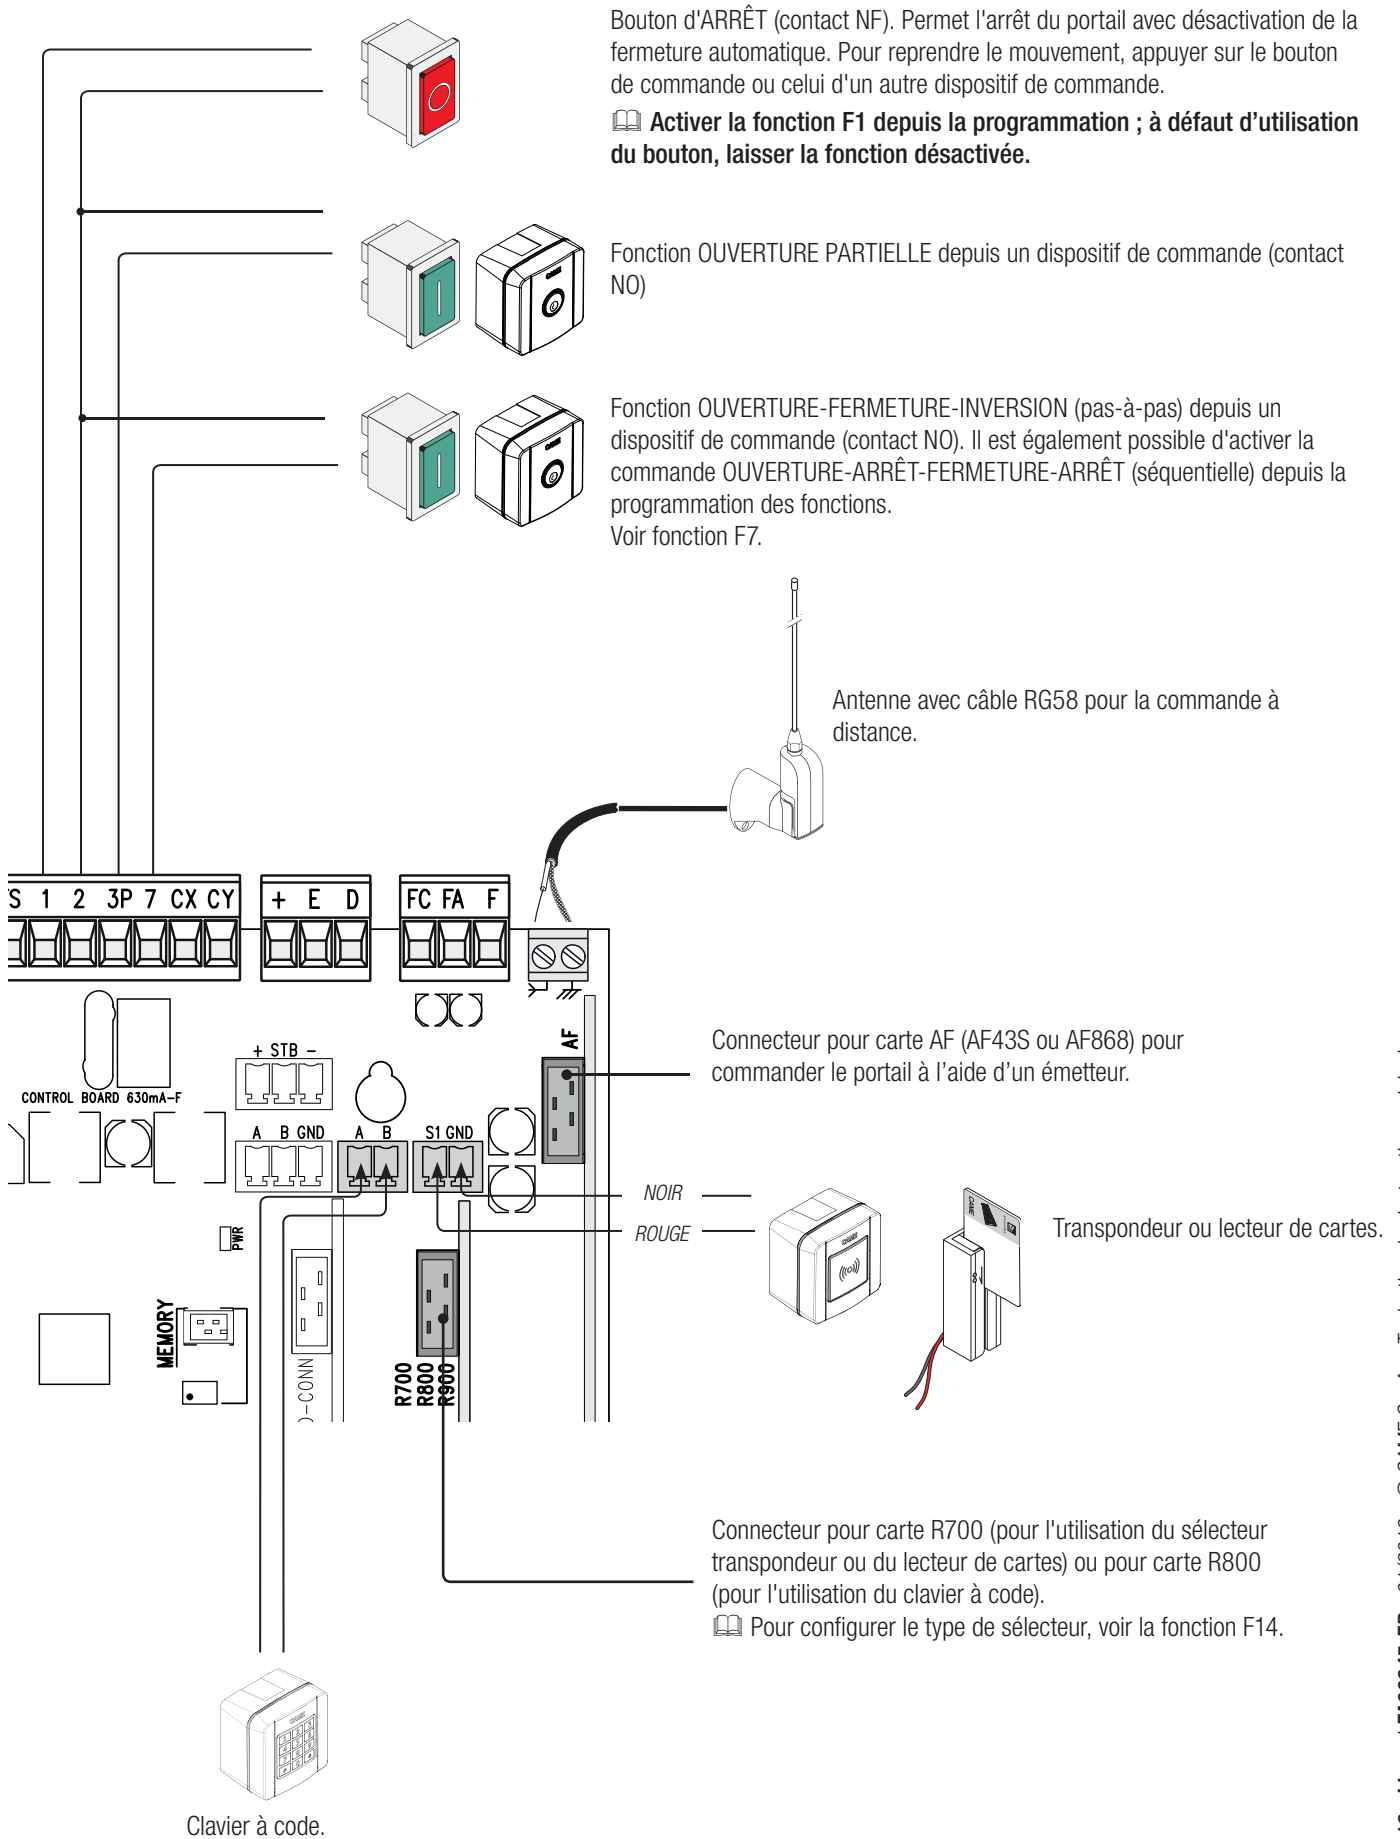 Bouton d'ARRÊT (contact NF). Permet l'arrêt du portail avec désactivation de la
fermeture automatique. Pour reprendre le mouvement, appuyer sur le bouton
de commande ou celui d'un autre dispositif de commande.
Activer la fonction F1 depuis la programmation ; à défaut d’utilisation
du bouton, laisser la fonction désactivée.
Fonction OUVERTURE PARTIELLE depuis un dispositif de commande (contact
NO)
Fonction OUVERTURE-FERMETURE-INVERSION (pas-à-pas) depuis un
dispositif de commande (contact NO). Il est également possible d'activer la
commande OUVERTURE-ARRÊT-FERMETURE-ARRÊT (séquentielle) depuis la
programmation des fonctions.
Voir fonction F7.
Antenne avec câble RG58 pour la commande à
distance.
S 1 2 3P 7 CX CY
+ E D
FC FA F
AF
Connecteur pour carte AF (AF43S ou AF868) pour
commander le portail à l’aide d’un émetteur.
+ STB -
CONTROL BOARD 630mA-F
A B GND
A B
S1 GND
NOIR
ROUGE
CAME
Transpondeur ou lecteur de cartes.
PWR
MEMORY
O-CONN
R700
R800
R900
Connecteur pour carte R700 (pour l'utilisation du sélecteur
transpondeur ou du lecteur de cartes) ou pour carte R800
(pour l'utilisation du clavier à code).
Pour configurer le type de sélecteur, voir la fonction F14.
Clavier à code.